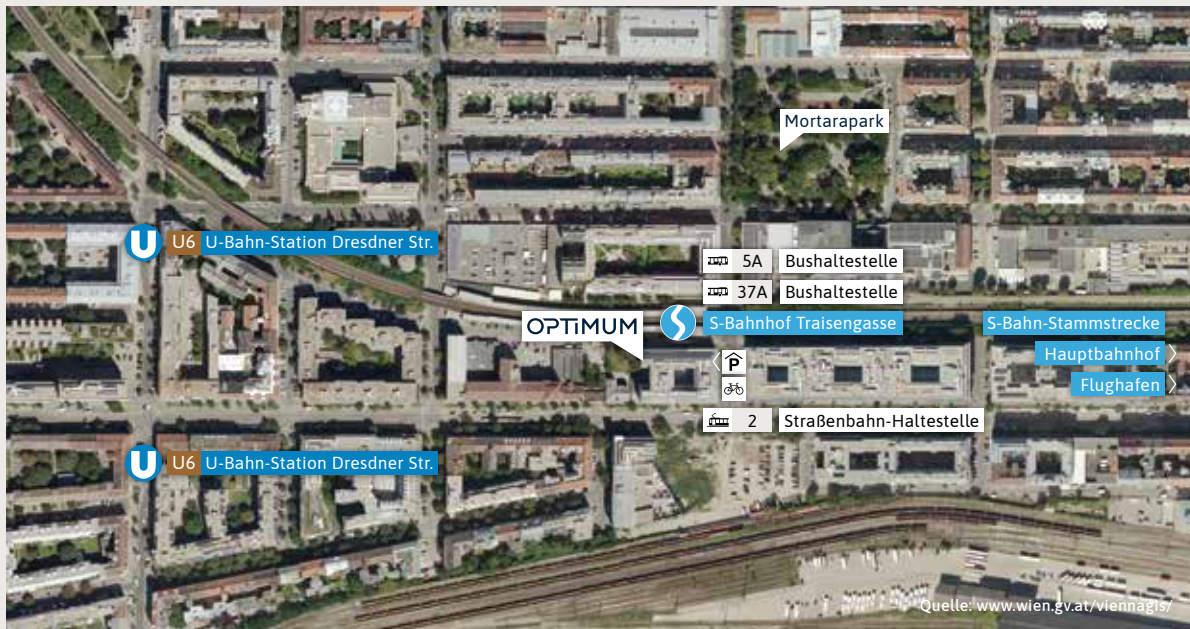 Mortarapark
U U6 U-Bahn-Station Dresdner Str.
5A Bushaltestelle
37A Bushaltestelle
OPTIMUM S S-Bahnhof Traisengasse S-Bahn-Stammstrecke
Hauptbahnhof
P
Flughafen
2 Straßenbahn-Haltestelle
U U6 U-Bahn-Station Dresdner Str.
Quelle: www.wien.gv.at/viennagis/